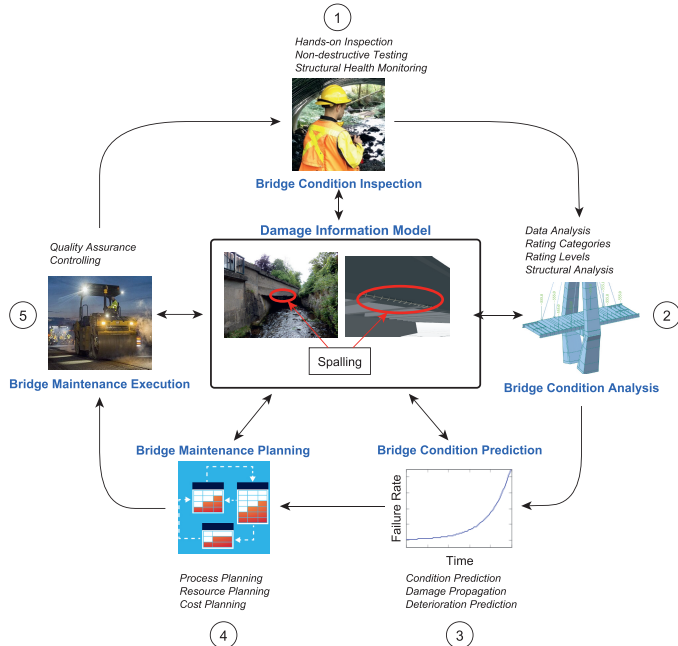 1
Hands-on Inspection
Non-destructive Testing
Structural Health Monitoring
Bridge Condition Inspection
Damage Information Model
Spalling
Data Analysis
Rating Categories
Rating Levels
Structural Analysis
2
Bridge Condition Analysis
Bridge Condition Prediction
Failure Rate
Time
Condition Prediction
Damage Propagation
Deterioration Prediction
3
Bridge Maintenance Planning
Process Planning
Resource Planning
Cost Planning
4
Quality Assurance
Controlling
5
Bridge Maintenance Execution